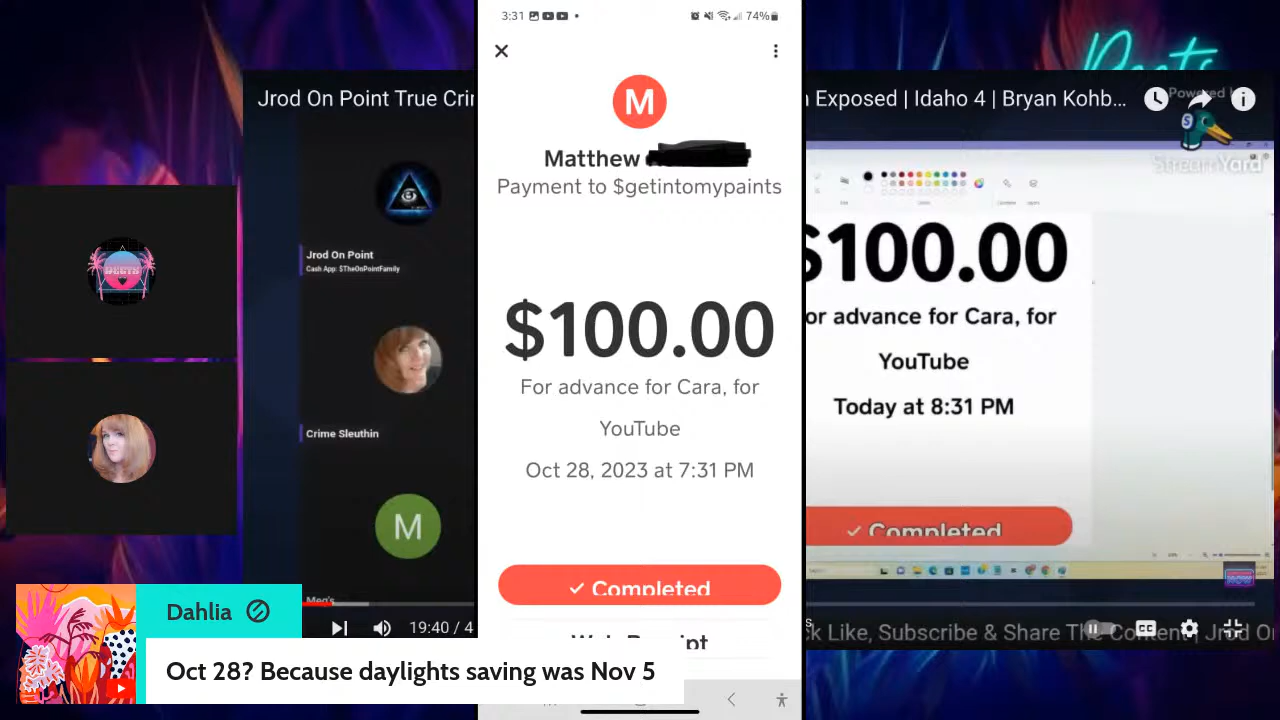 3:31
74%
Jrod On Point True Cri
M
n Exposed | Idaho 4 | Bryan Kohb...
Powered
StreamYard
Matthew
Payment to $getintomypaints
Jrod On Point
Cash App: $TheOnPointFamily
$100.00
For advance for Cara, for
YouTube
Oct 28, 2023 at 7:31 PM
$100.00
or advance for Cara, for
YouTube
Today at 8:31 PM
Crime Sleuthin
M
Completed
Completed
Meg's
19:40 / 4
ck Like, Subscribe & Share Th
Content | Jrod O
Dahlia
Oct 28? Because daylights saving was Nov 5